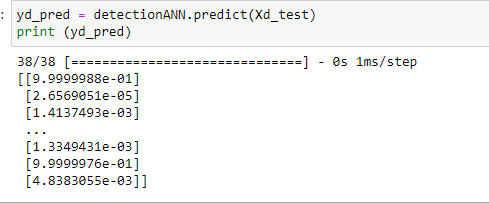 : yd_pred = detectionANN.predict(Xd_test)
print (yd_pred)
38/38 [==============================] - 0s 1ms/step
[[9.9999988e-01]
[2.6569051e-05]
[1.4137493e-03]
...
[1.3349431e-03]
[9.9999976e-01]
[4.8383055e-03]]